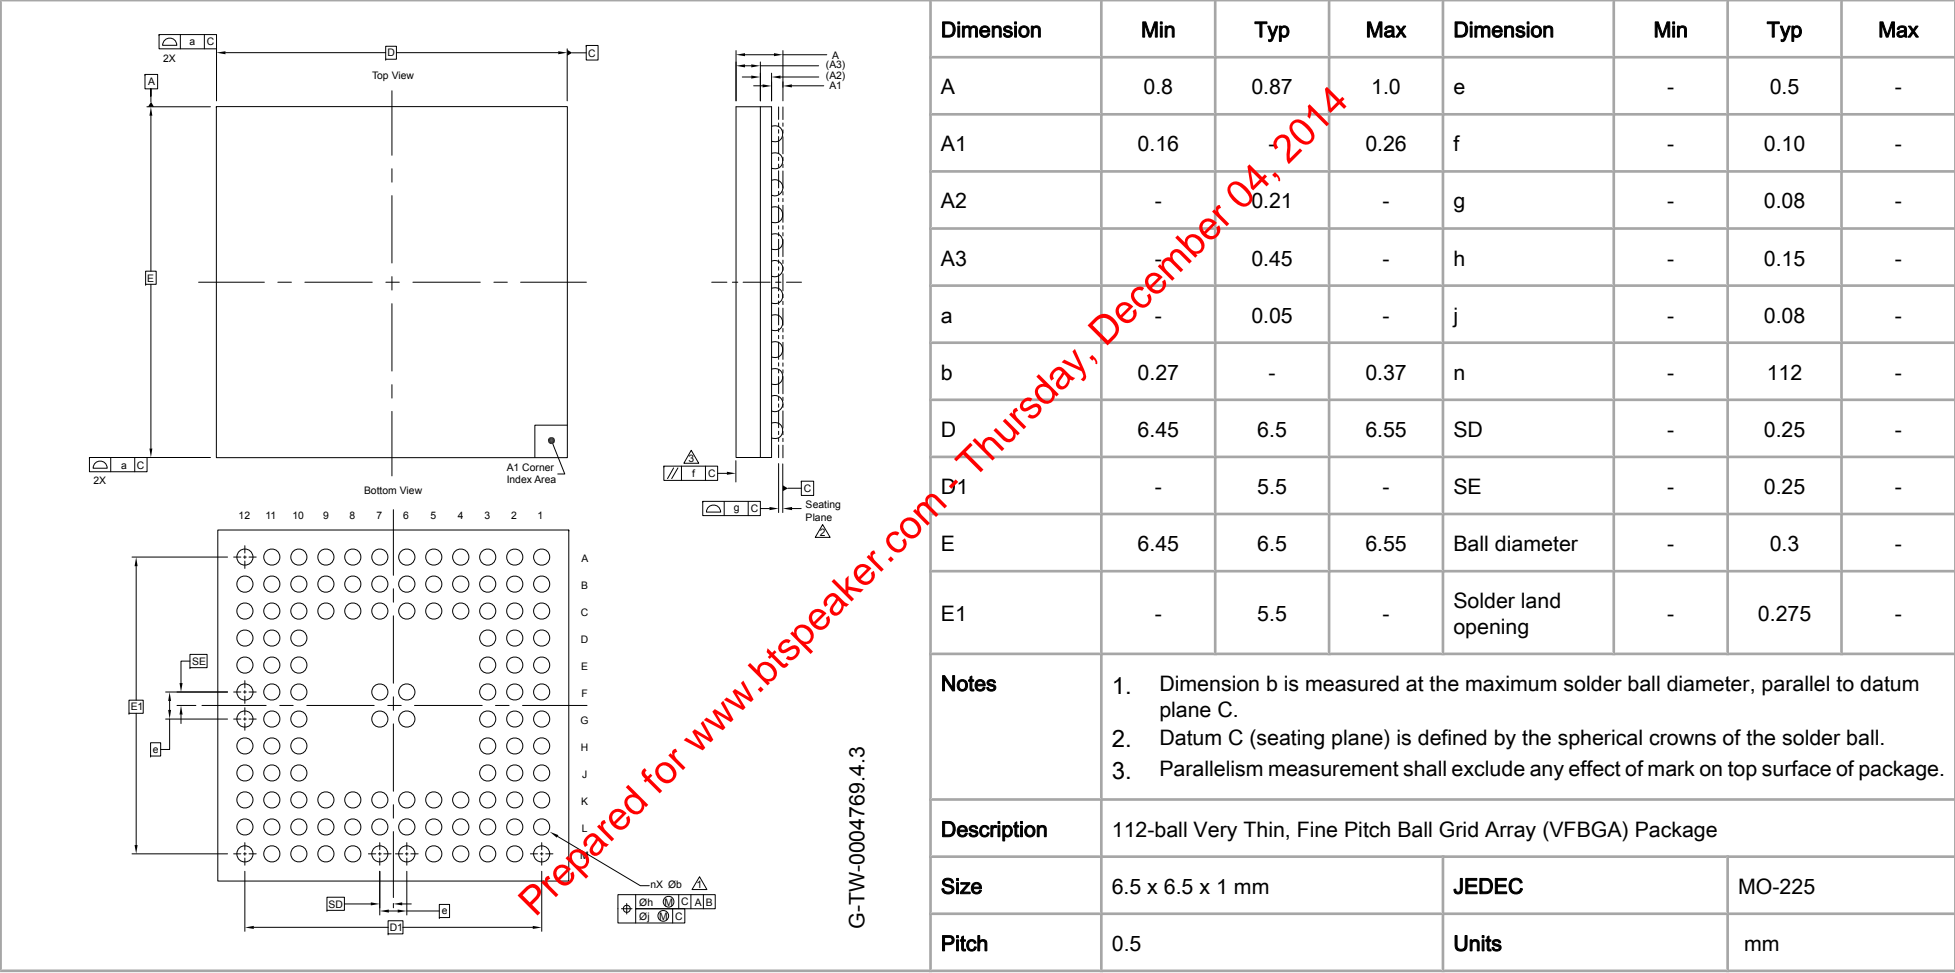 a C
2X
D
C
Top View
A
E
A1 Corner
Index Area
a C
2X
A
(A3)
(A2)
A1
3
// f C
g C
C
Seating
Plane
2
Bottom View
12 11 10 9 8 7 6 5 4 3 2 1
A
B
C
D
E
F
G
H
J
K
L
M
SE
E1
e
SD
e
D1
nX Øb 1
Øh M C A B
Øj M C
G-TW-0004769.4.3
Dimension Min Typ Max Dimension Min Typ Max
A 0.8 0.87 1.0 e - 0.5 -
A1 0.16 - 0.26 f - 0.10 -
A2 - 0.21 - g - 0.08 -
A3 - 0.45 - h - 0.15 -
a - 0.05 - j - 0.08 -
b 0.27 - 0.37 n - 112 -
D 6.45 6.5 6.55 SD - 0.25 -
D1 - 5.5 - SE - 0.25 -
E 6.45 6.5 6.55 Ball diameter - 0.3 -
E1 - 5.5 - Solder land
opening - 0.275 -
Notes 1. Dimension b is measured at the maximum solder ball diameter, parallel to datum
plane C.
2. Datum C (seating plane) is defined by the spherical crowns of the solder ball.
3. Parallelism measurement shall exclude any effect of mark on top surface of package.
Description 112-ball Very Thin, Fine Pitch Ball Grid Array (VFBGA) Package
Size 6.5 x 6.5 x 1 mm JEDEC MO-225
Pitch 0.5 Units mm
Prepared for www.btspeaker.com - Thursday, December 04, 2014